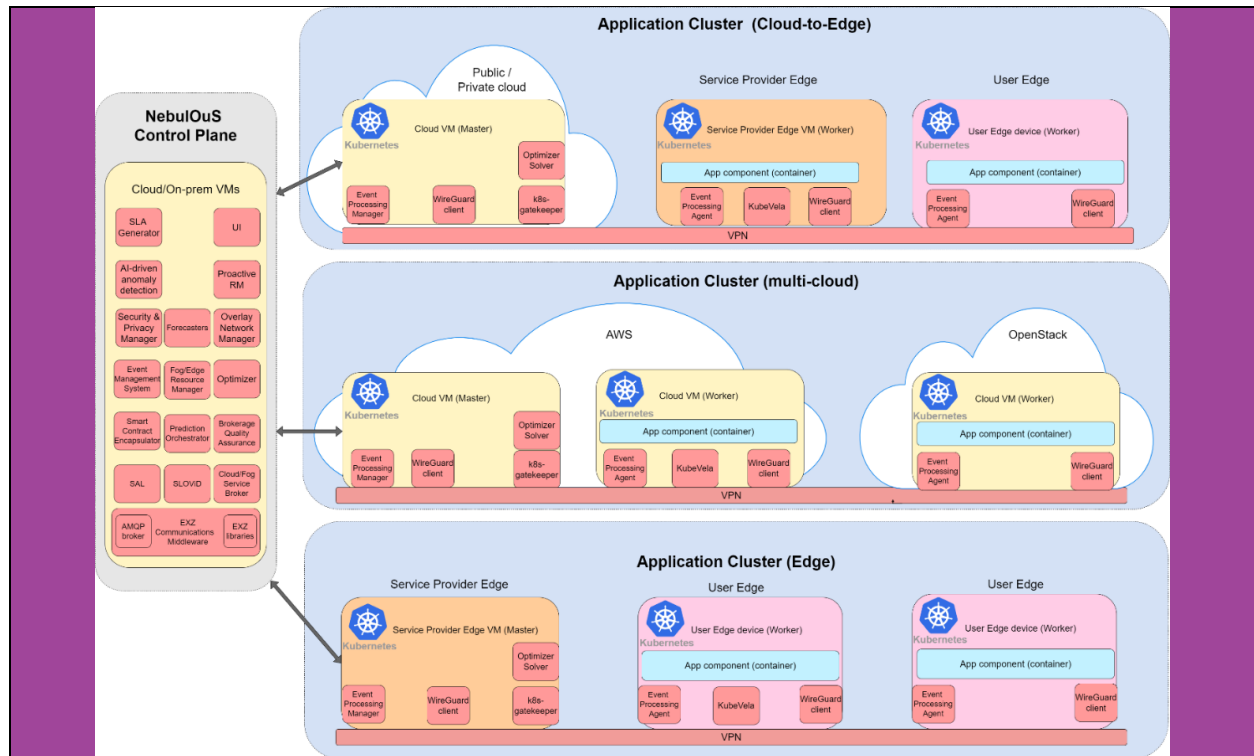 NebulOuS
Control Plane
Cloud/On-prem VMs
SLA
Generator
UI
AI-driven
anomaly
detection
Proactive
RM
Security &
Privacy
Manager
Forecasters
Overlay
Network
Manager
Event
Management
System
Fog/Edge
Resource
Manager
Optimizer
Smart
Contract
Encapsulator
Prediction
Orchestrator
Brokerage
Quality
Assurance
SAL
SLOViD
Cloud/Fog
Service
Broker
AMQP
broker
EXZ
Communications
Middleware
EXZ
libraries
Application Cluster (Cloud-to-Edge)
Public /
Private cloud
Service Provider Edge
User Edge
Kubernetes
Cloud VM (Master)
Optimizer
Solver
Event
Processing
Manager
WireGuard
client
k8s-
gatekeeper
Kubernetes
Service Provider Edge VM (Worker)
App component (container)
Event
Processing
Agent
KubeVela
WireGuard
client
Kubernetes
User Edge device (Worker)
App component (container)
Event
Processing
Agent
WireGuard
client
VPN
Application Cluster (multi-cloud)
AWS
OpenStack
Kubernetes
Cloud VM (Master)
Optimizer
Solver
Event
Processing
Manager
WireGuard
client
k8s-
gatekeeper
Kubernetes
Cloud VM (Worker)
App component (container)
Event
Processing
Agent
KubeVela
WireGuard
client
Kubernetes
Cloud VM (Worker)
App component (container)
Event
Processing
Agent
WireGuard
client
VPN
Application Cluster (Edge)
Service Provider Edge
User Edge
User Edge
Kubernetes
Service Provider Edge VM (Master)
Optimizer
Solver
Event
Processing
Manager
WireGuard
client
k8s-
gatekeeper
Kubernetes
User Edge device (Worker)
App component (container)
Event
Processing
Agent
KubeVela
WireGuard
client
Kubernetes
User Edge device (Worker)
App component (container)
Event
Processing
Agent
WireGuard
client
VPN